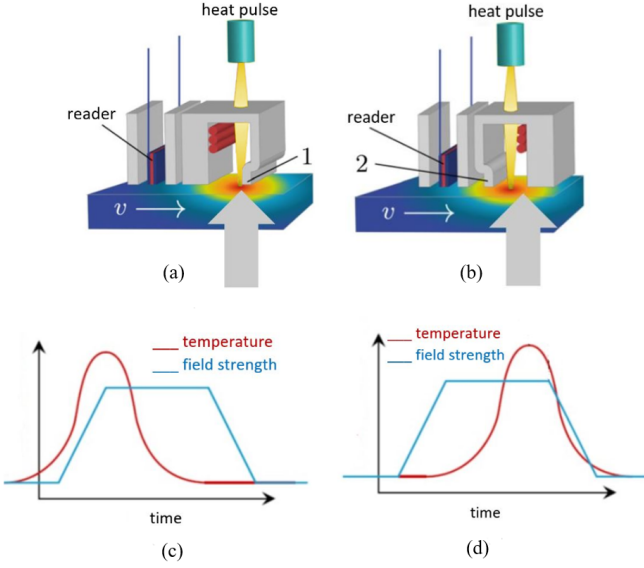 heat pulse
heat pulse
reader
1
v
(a)
reader
2
v
(b)
temperature
field strength
time
(c)
temperature
field strength
time
(d)